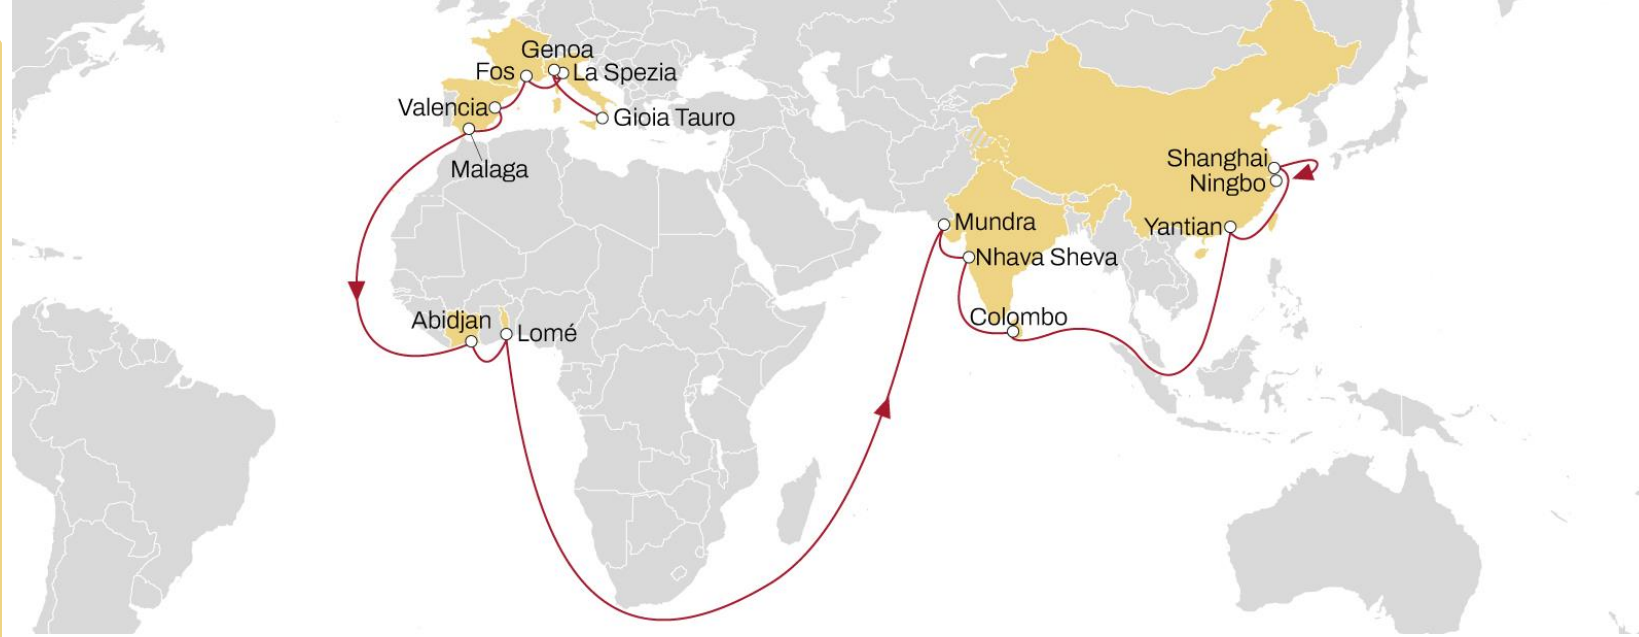 Genoa
Fos
La Spezia
Valencia
Gioia Tauro
Malaga
Shanghai
Ningbo
Mundra
Yantian
Nhava Sheva
Colombo
Abidjan
Lomé